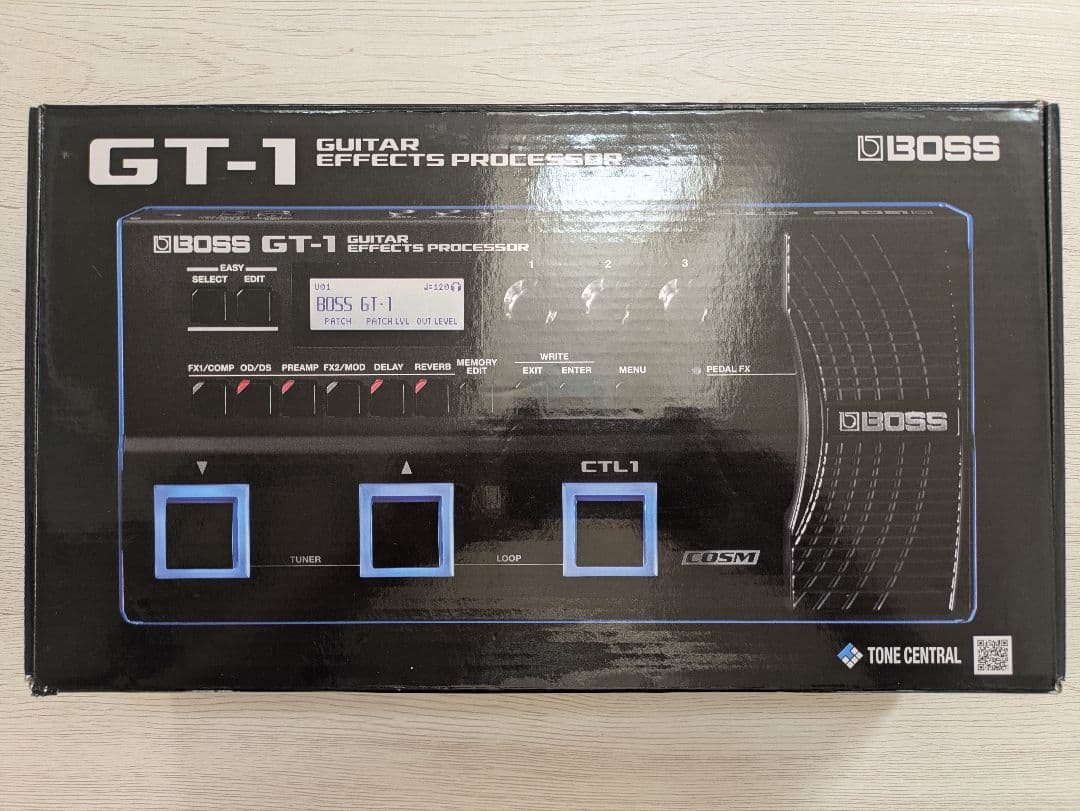 GT-1 GUITAR
EFFECTS PROCESSOR
BOSS
BOSS GT-1 GUITAR
EFFECTS PROCESSOR
EASY
SELECT EDIT
U01 ♩=120
BOSS GT-1
PATCH PATCH LVL OUT LEVEL
1 2 3
FX1/COMP OD/DS PREAMP FX2/MOD DELAY REVERB MEMORY
EDIT
WRITE
EXIT ENTER MENU
PEDAL FX
BOSS
▼ ▲ CTL1
TUNER LOOP
COSM
TONE CENTRAL